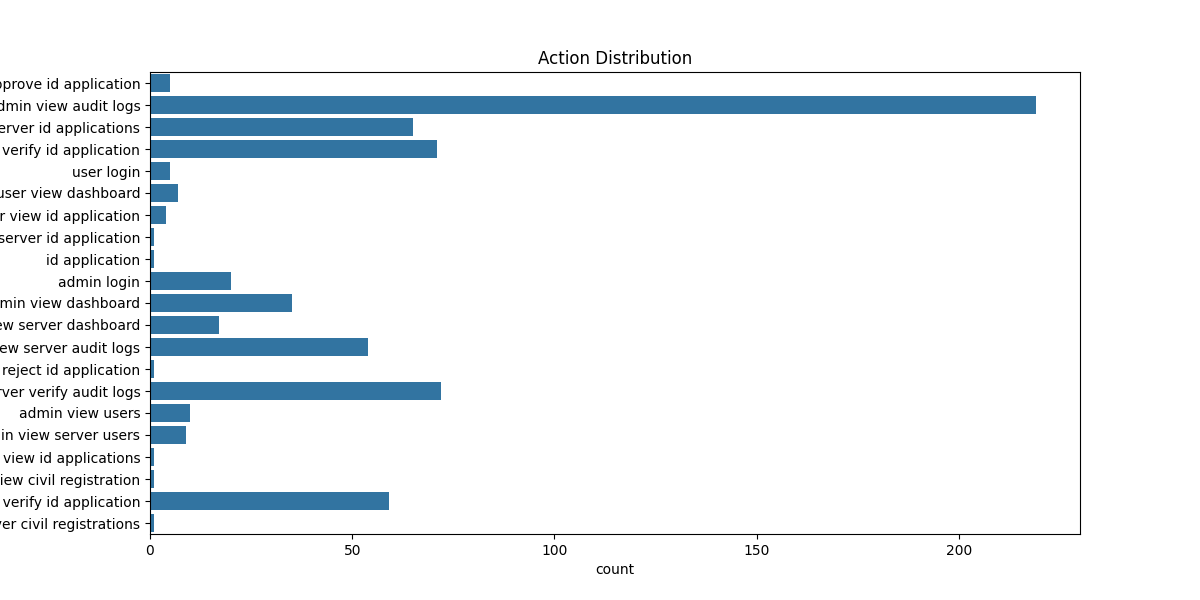 Action Distribution
pprove id application
dmin view audit logs
erver id applications
verify id application
user login
user view dashboard
r view id application
server id application
id application
admin login
min view dashboard
ew server dashboard
ew server audit logs
reject id application
rver verify audit logs
admin view users
in view server users
view id applications
iew civil registration
verify id application
ver civil registrations
0 50 100 150 200
count